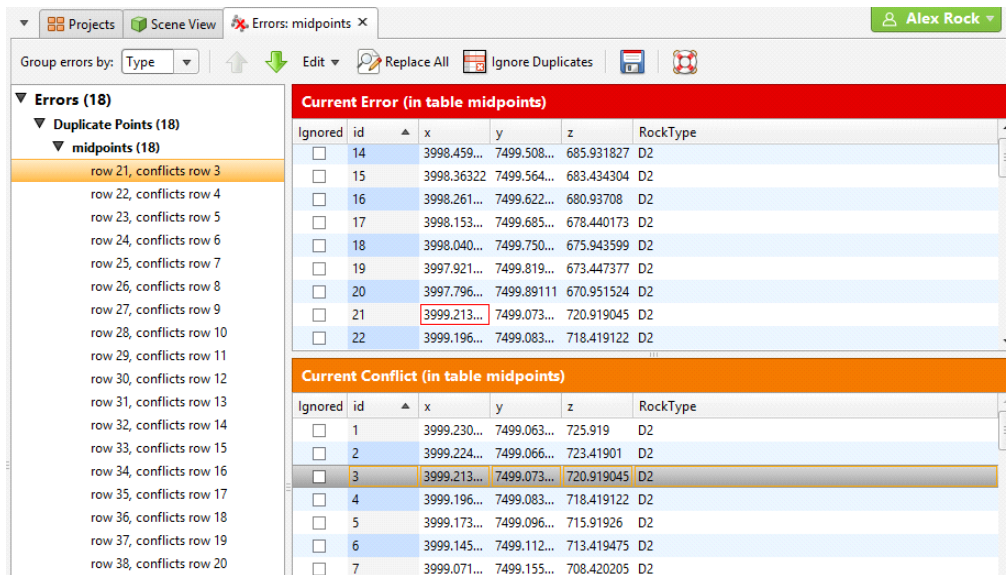 Projects Scene View Errors: midpoints × Alex Rock
Group errors by: Type Edit Replace All Ignore Duplicates
Errors (18)
Duplicate Points (18)
midpoints (18)
row 21, conflicts row 3
row 22, conflicts row 4
row 23, conflicts row 5
row 24, conflicts row 6
row 25, conflicts row 7
row 26, conflicts row 8
row 27, conflicts row 9
row 28, conflicts row 10
row 29, conflicts row 11
row 30, conflicts row 12
row 31, conflicts row 13
row 32, conflicts row 14
row 33, conflicts row 15
row 34, conflicts row 16
row 35, conflicts row 17
row 36, conflicts row 18
row 37, conflicts row 19
row 38, conflicts row 20
Current Error (in table midpoints)
Ignored id x y z RockType
14 3998.459... 7499.508... 685.931827 D2
15 3998.36322 7499.564... 683.434304 D2
16 3998.261... 7499.622... 680.93708 D2
17 3998.153... 7499.685... 678.440173 D2
18 3998.040... 7499.750... 675.943599 D2
19 3997.921... 7499.819... 673.447377 D2
20 3997.796... 7499.89111 670.951524 D2
21 3999.213... 7499.073... 720.919045 D2
22 3999.196... 7499.083... 718.419122 D2
Current Conflict (in table midpoints)
Ignored id x y z RockType
1 3999.230... 7499.063... 725.919 D2
2 3999.224... 7499.066... 723.41901 D2
3 3999.213... 7499.073... 720.919045 D2
4 3999.196... 7499.083... 718.419122 D2
5 3999.173... 7499.096... 715.91926 D2
6 3999.145... 7499.112... 713.419475 D2
7 3999.071... 7499.155... 708.420205 D2